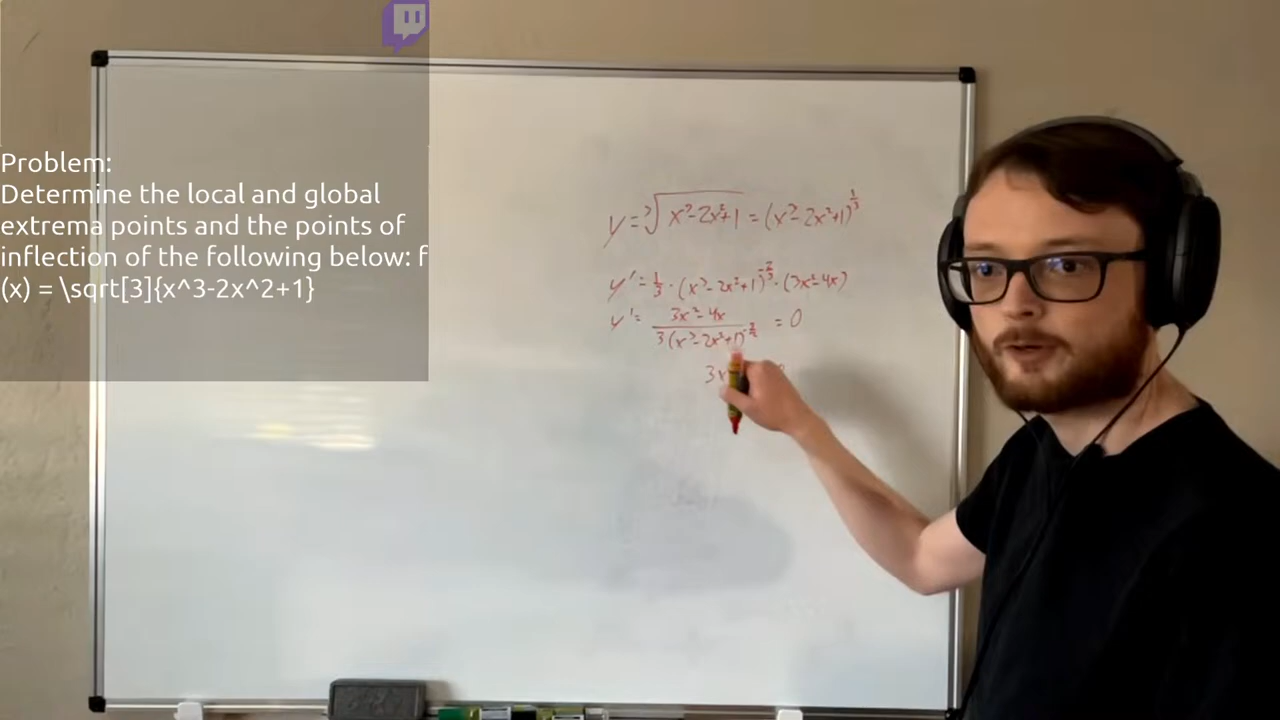 Problem:
Determine the local and global
extrema points and the points of
inflection of the following below: f
(x) = \sqrt[3]{x^3-2x^2+1}
y = ∛(x³-2x²+1) = (x³-2x²+1)^(1/3)
y' = 1/3 · (x³-2x²+1)^(-2/3) · (3x²-4x)
y' = (3x²-4x) / (3(x³-2x²+1)^(-2/3)) = 0
3x